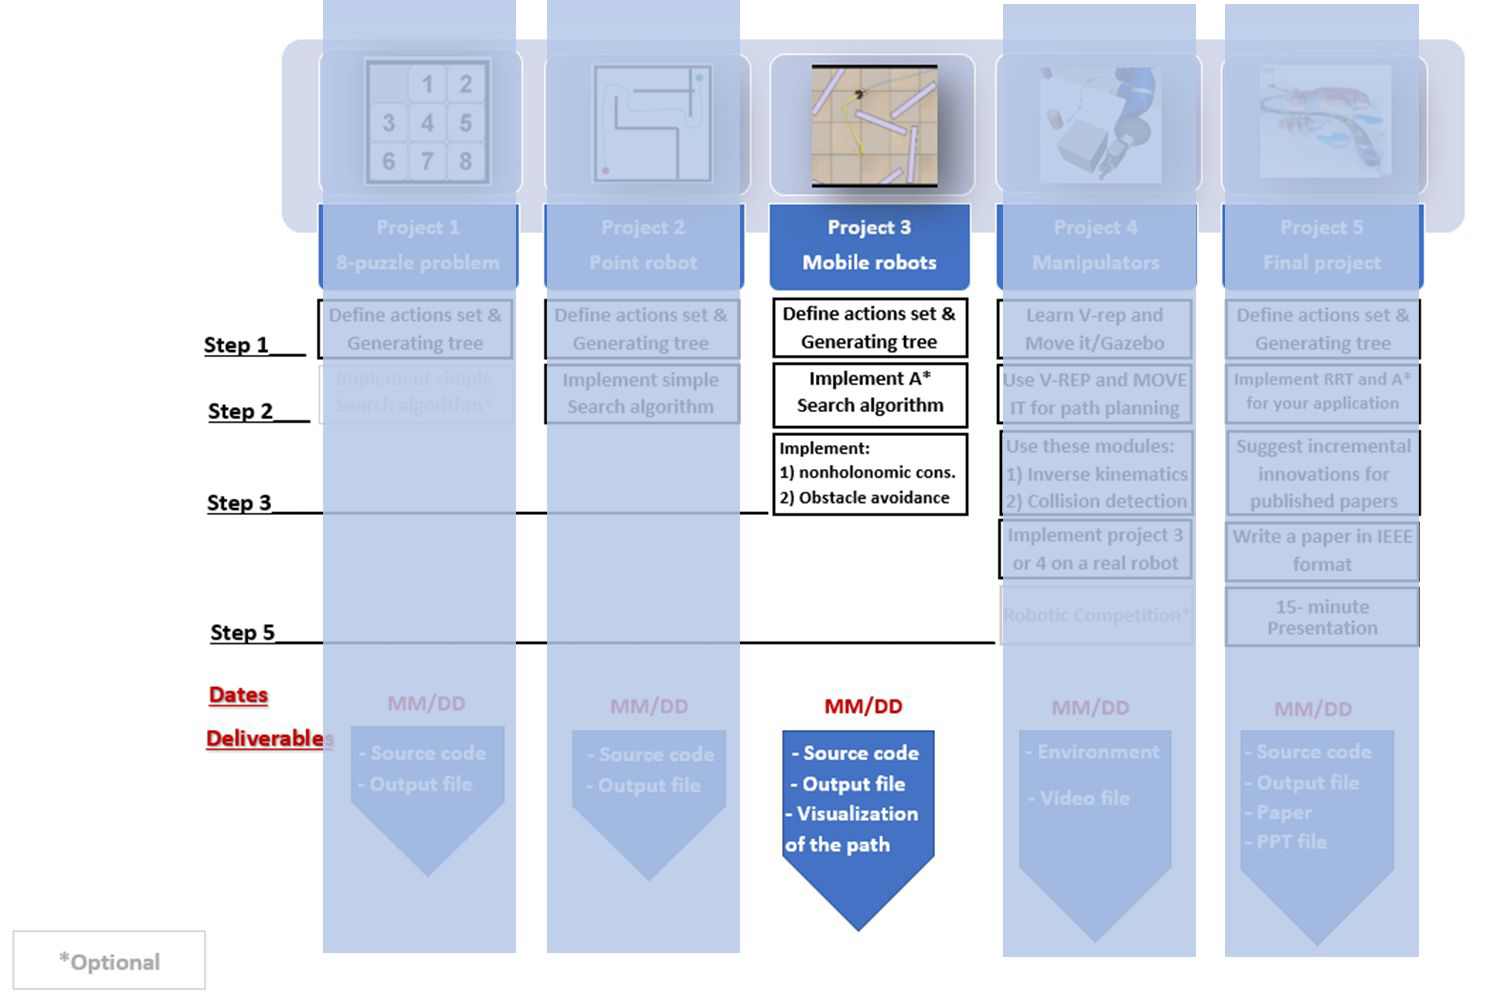 1 2
3 4 5
6 7 8
Project 1
8-puzzle problem
Project 2
Point robot
Project 3
Mobile robots
Project 4
Manipulators
Project 5
Final project
Step 1
Define actions set &
Generating tree
Define actions set &
Generating tree
Define actions set &
Generating tree
Learn V-rep and
Move it/Gazebo
Define actions set &
Generating tree
Step 2
Implement simple
Search algorithm*
Implement simple
Search algorithm
Implement A*
Search algorithm
Use V-REP and MOVE
IT for path planning
Implement RRT and A*
for your application
Step 3
Implement:
1) nonholonomic cons.
2) Obstacle avoidance
Use these modules:
1) Inverse kinematics
2) Collision detection
Suggest incremental
innovations for
published papers
Implement project 3
or 4 on a real robot
Write a paper in IEEE
format
Step 5
Robotic Competition*
15- minute
Presentation
Dates
MM/DD
MM/DD
MM/DD
MM/DD
MM/DD
Deliverables
- Source code
- Output file
- Source code
- Output file
- Source code
- Output file
- Visualization
of the path
- Environment
- Video file
- Source code
- Output file
- Paper
- PPT file
*Optional